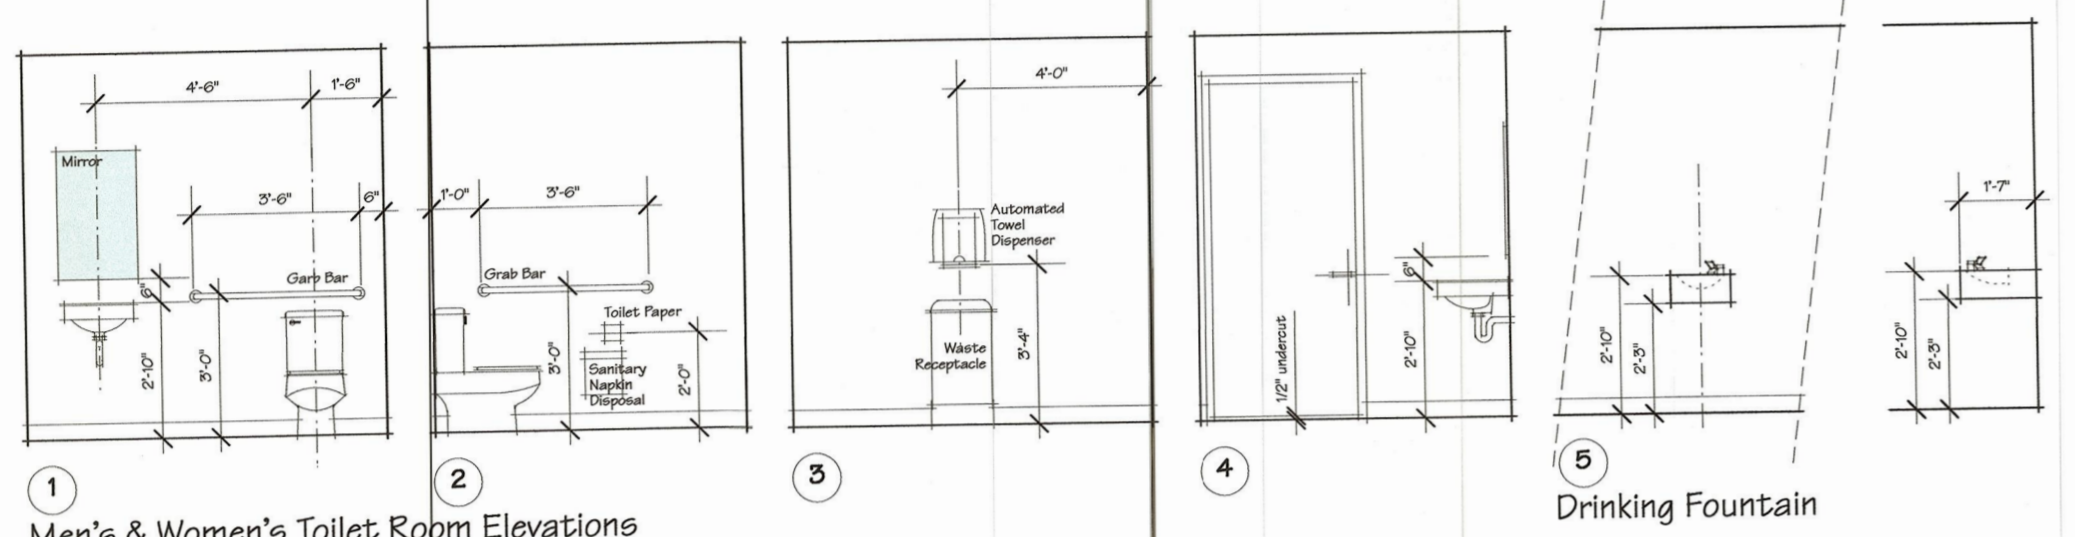 4'-6"
1'-6"
Mirror
3'-6"
6"
Garb Bar
6"
2'-10"
3'-0"
1
1'-0"
3'-6"
Grab Bar
Toilet Paper
3'-0"
Sanitary
Napkin
Disposal
2'-0"
2
Men's & Women's Toilet Room Elevations
4'-0"
Automated
Towel
Dispenser
Waste
Receptacle
3'-4"
3
1/2" undercut
6"
2'-10"
4
2'-10"
2'-3"
5
Drinking Fountain
1'-7"
2'-10"
2'-3"